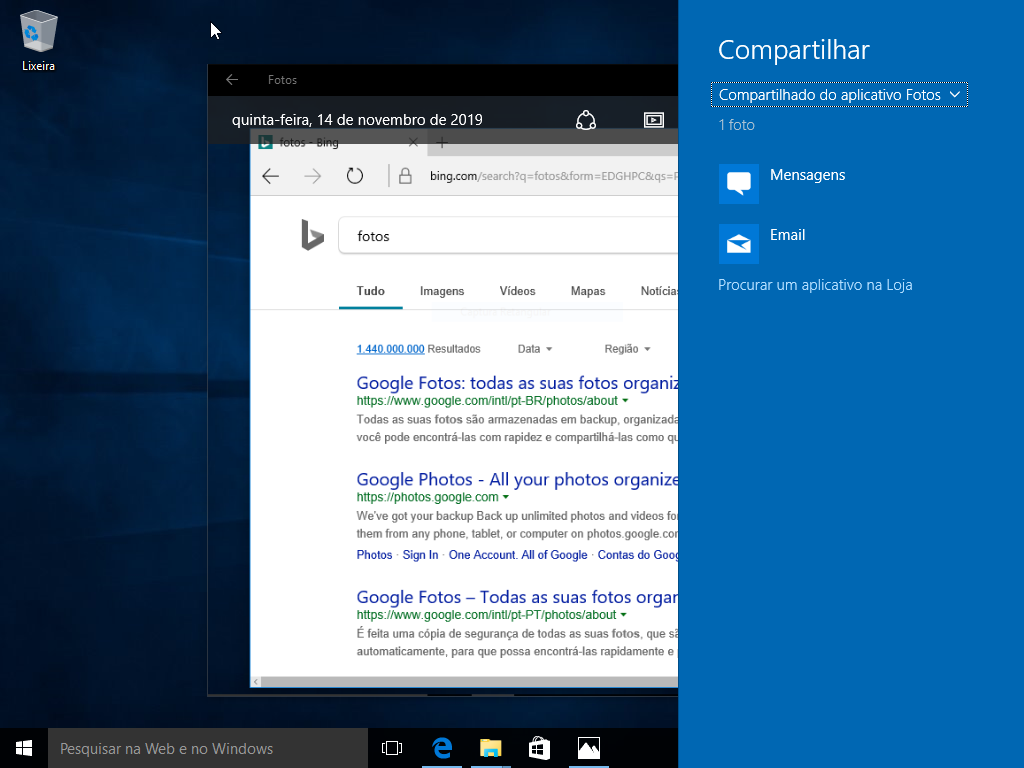 Lixeira
Fotos
quinta-feira, 14 de novembro de 2019
fotos - Bing
bing.com/search?q=fotos&form=EDGHPC&qs=
fotos
Tudo Imagens Vídeos Mapas Notícias
1.440.000.000 Resultados Data Região
Google Fotos: todas as suas fotos organiz
https://www.google.com/intl/pt-BR/photos/about
Todas as suas fotos são armazenadas em backup, organizada
você pode encontrá-las com rapidez e compartilhá-las como qu
Google Photos - All your photos organize
https://photos.google.com
We've got your backup Back up unlimited photos and videos for
them from any phone, tablet, or computer on photos.google.com
Photos · Sign In · One Account. All of Google · Contas do Goog
Google Fotos – Todas as suas fotos organ
https://www.google.com/intl/pt-PT/photos/about
É feita uma cópia de segurança de todas as suas fotos, que sã
automaticamente, para que possa encontrá-las rapidamente e
Compartilhar
Compartilhado do aplicativo Fotos
1 foto
Mensagens
Email
Procurar um aplicativo na Loja
Pesquisar na Web e no Windows